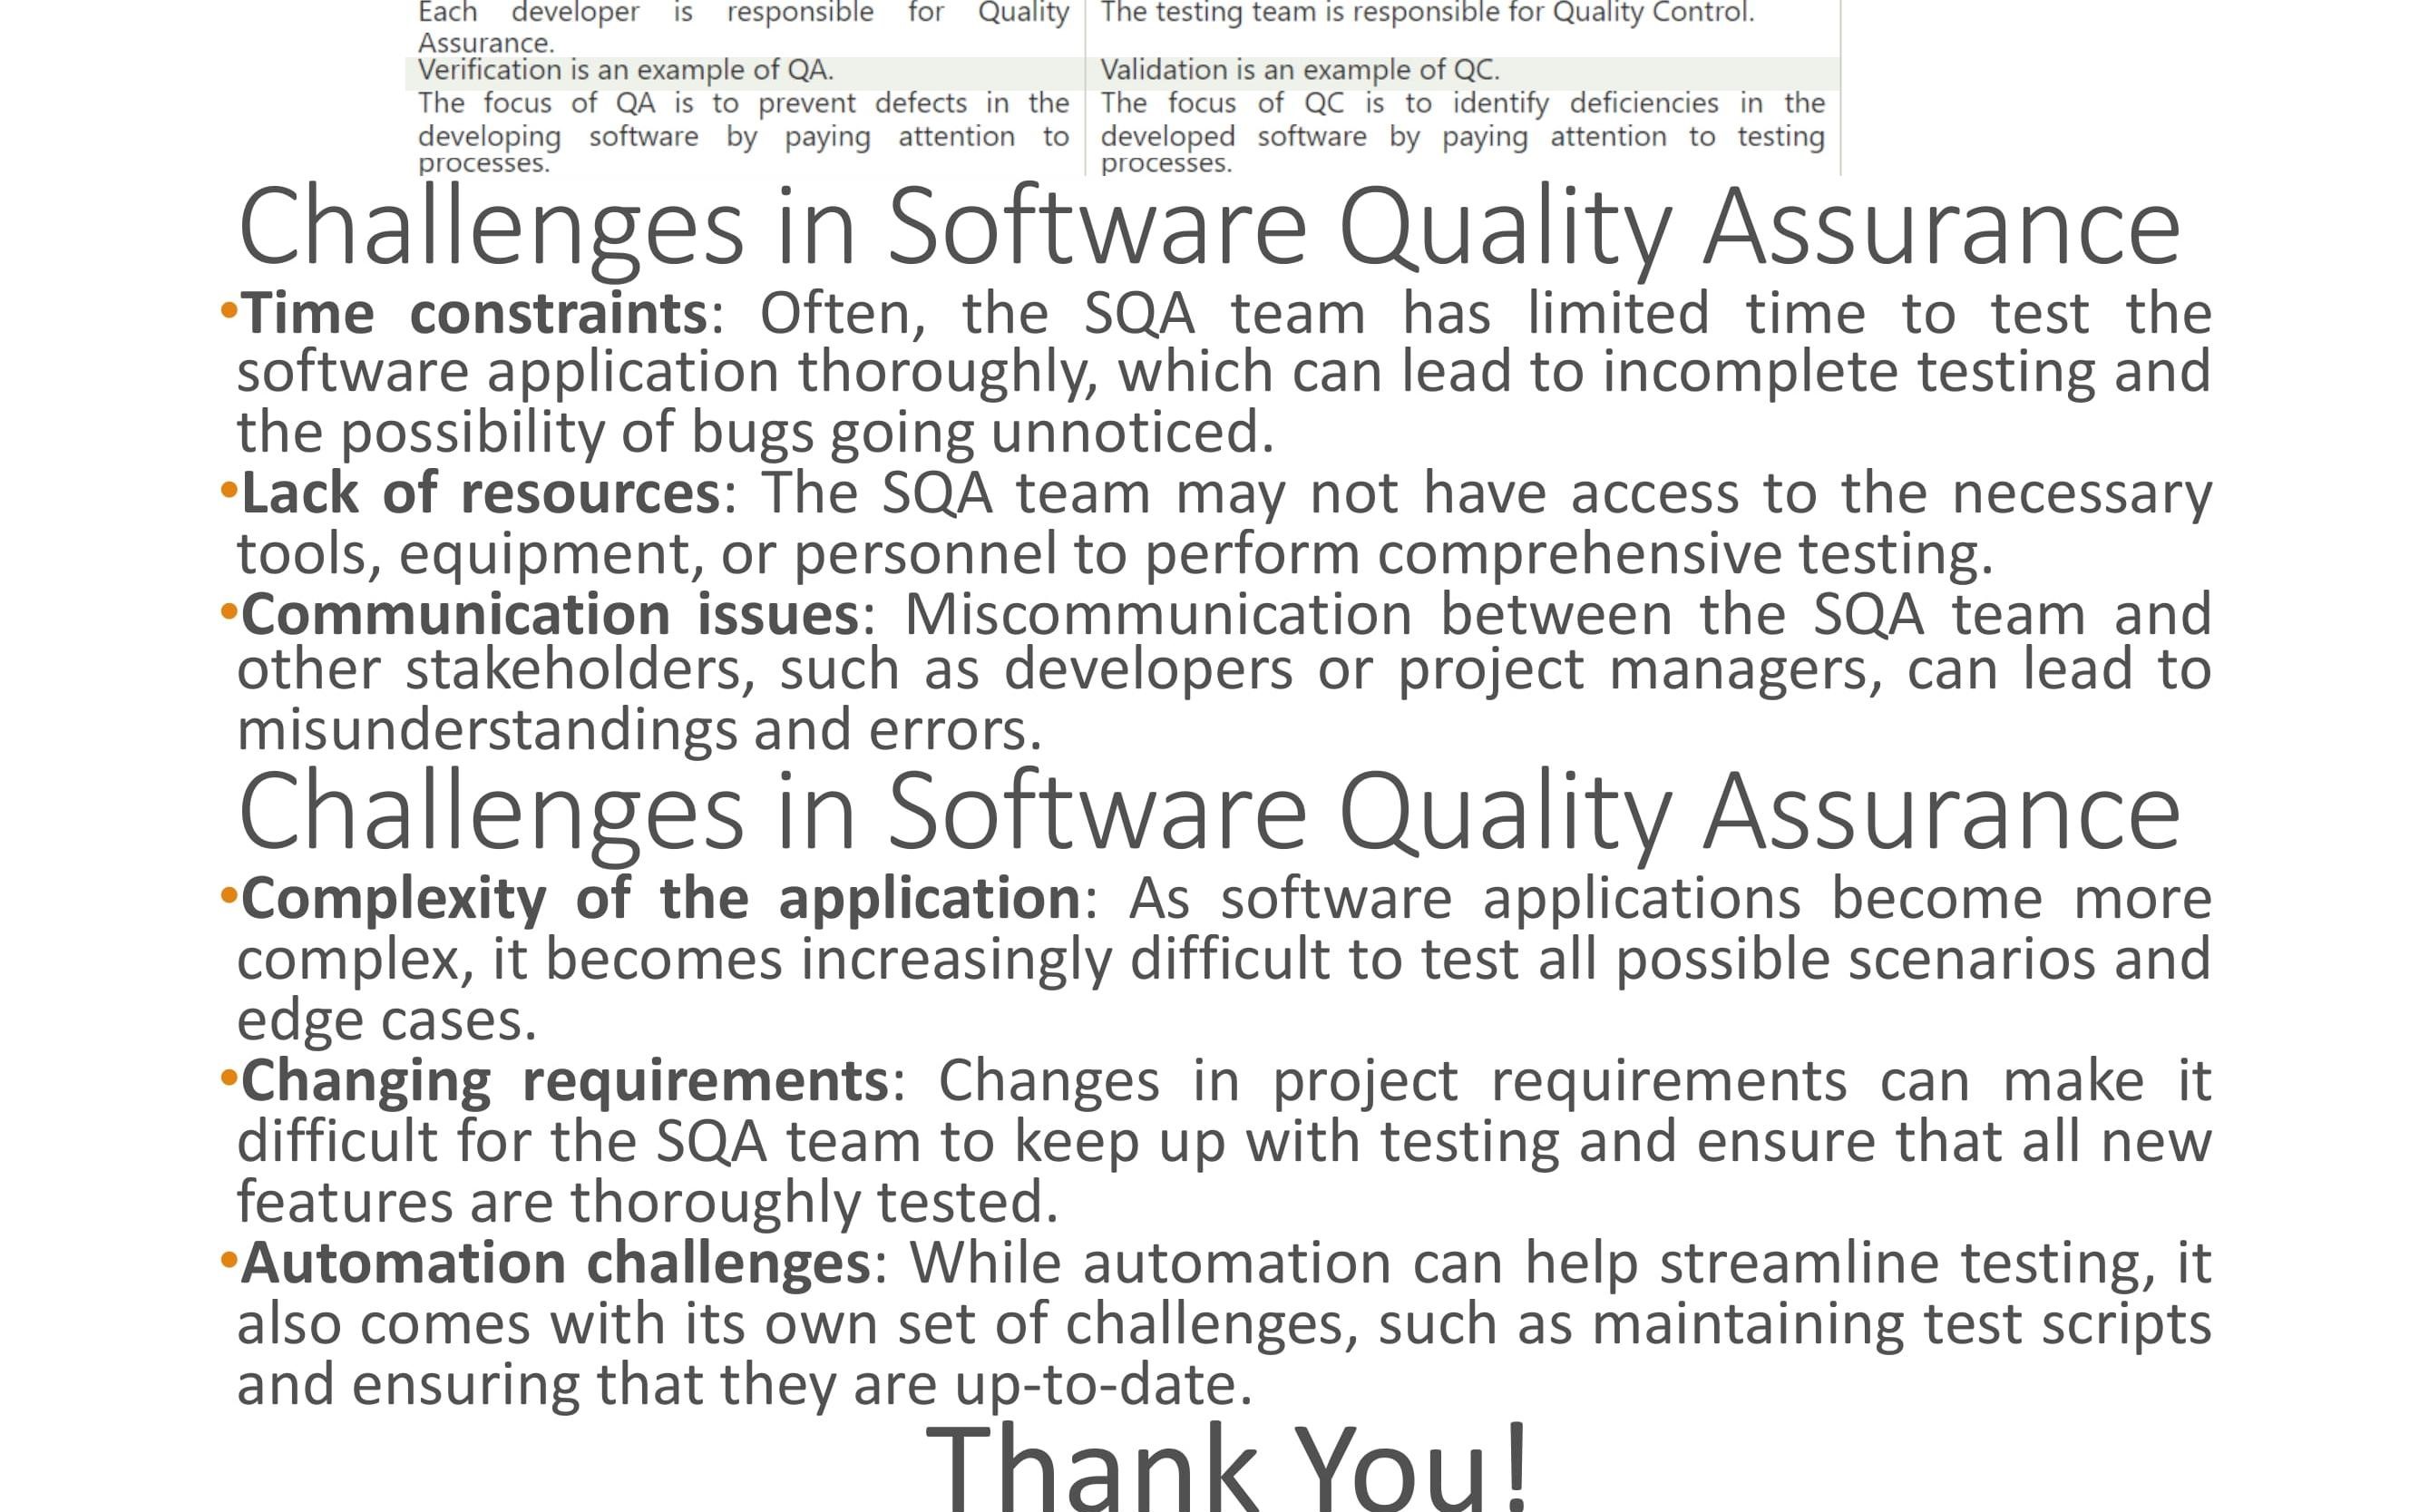 Each developer is responsible for Quality
Assurance.
The testing team is responsible for Quality Control.
Verification is an example of QA.
Validation is an example of QC.
The focus of QA is to prevent defects in the
developing software by paying attention to
processes.
The focus of QC is to identify deficiencies in the
developed software by paying attention to testing
processes.
Challenges in Software Quality Assurance
•Time constraints: Often, the SQA team has limited time to test the
software application thoroughly, which can lead to incomplete testing and
the possibility of bugs going unnoticed.
•Lack of resources: The SQA team may not have access to the necessary
tools, equipment, or personnel to perform comprehensive testing.
•Communication issues: Miscommunication between the SQA team and
other stakeholders, such as developers or project managers, can lead to
misunderstandings and errors.
Challenges in Software Quality Assurance
•Complexity of the application: As software applications become more
complex, it becomes increasingly difficult to test all possible scenarios and
edge cases.
•Changing requirements: Changes in project requirements can make it
difficult for the SQA team to keep up with testing and ensure that all new
features are thoroughly tested.
•Automation challenges: While automation can help streamline testing, it
also comes with its own set of challenges, such as maintaining test scripts
and ensuring that they are up-to-date.
Thank You!